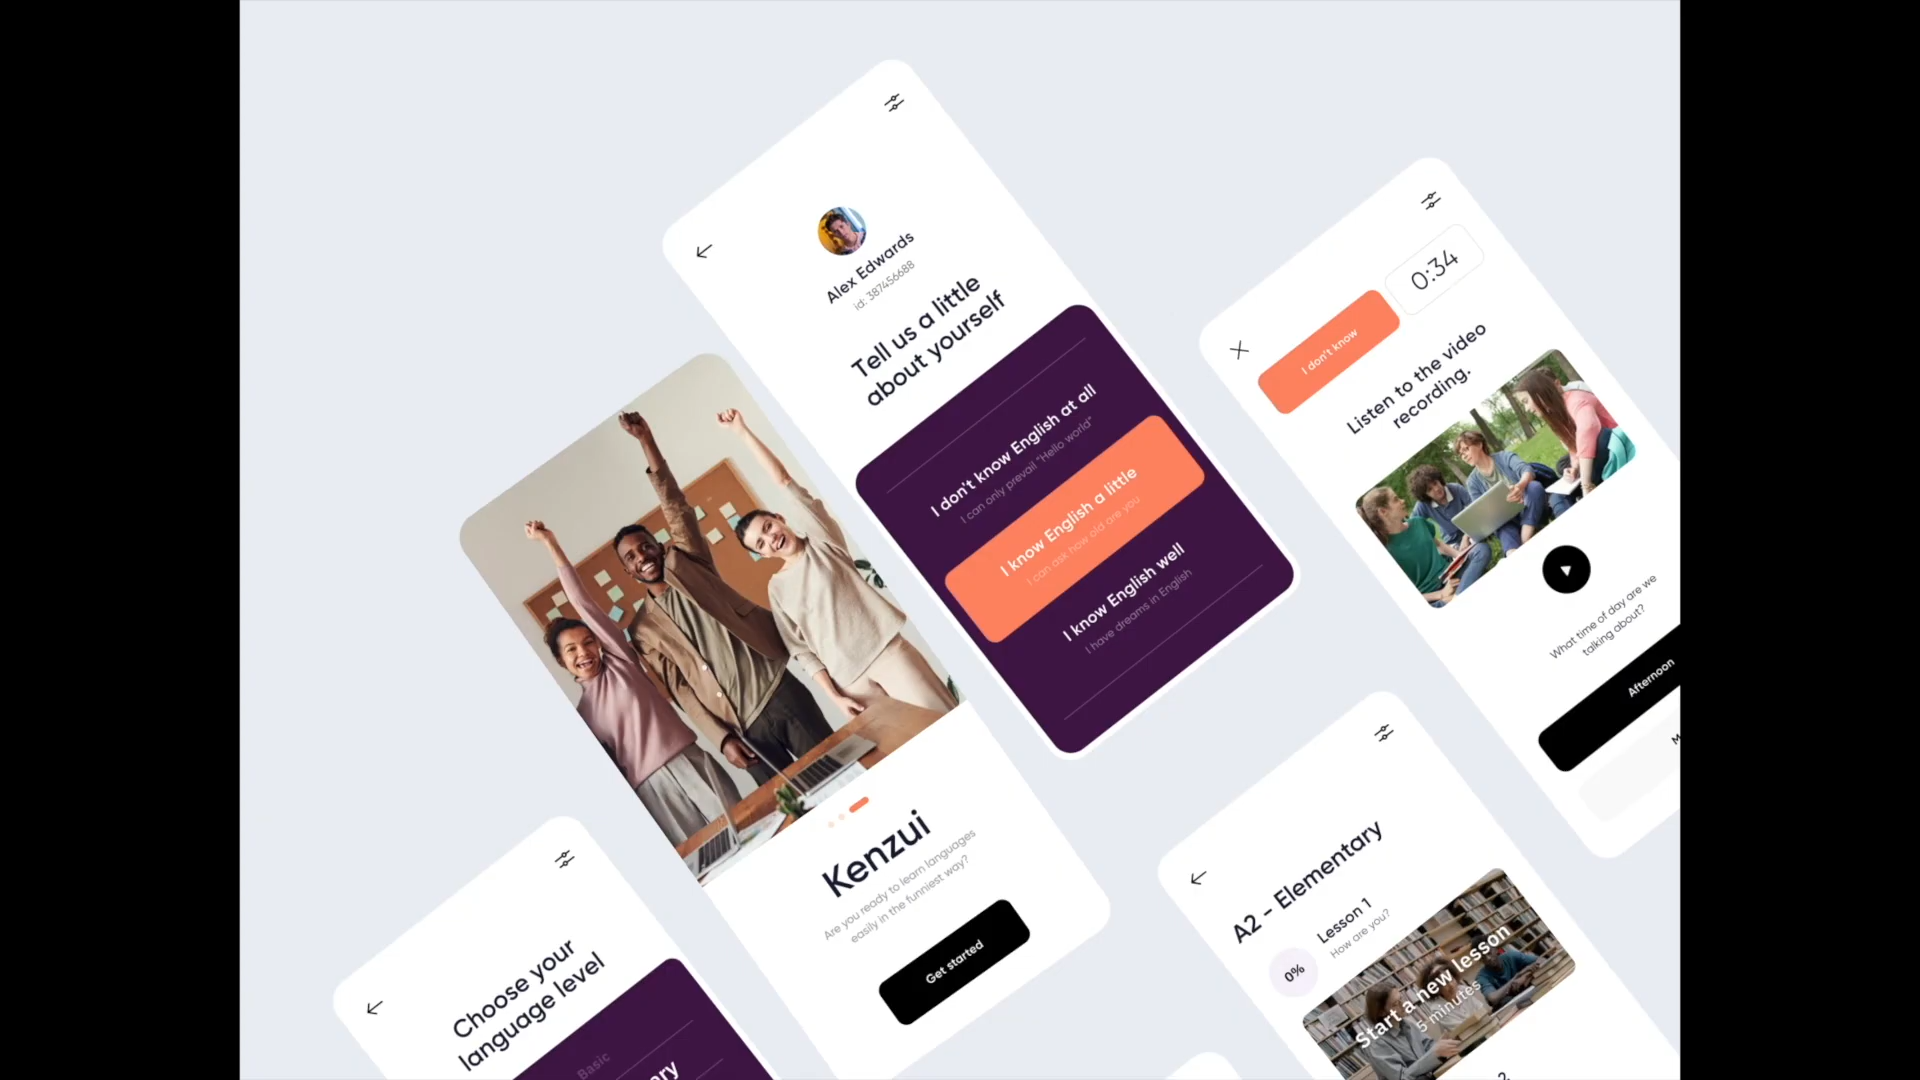 Alex Edwards
id: 387456688
Tell us a little
about yourself
I don't know English at all
I can only prevail "Hello world"
I know English a little
I can ask how old are you
I know English well
I have dreams in English
0:34
I don't know
Listen to the video
recording.
What time of day are we
talking about?
Afternoon
M
Kenzui
Are you ready to learn languages
easily in the funniest way?
Get started
Choose your
language level
Basic
ry
A2 - Elementary
0%
Lesson 1
How are you?
Start a new lesson
5 minutes
2.